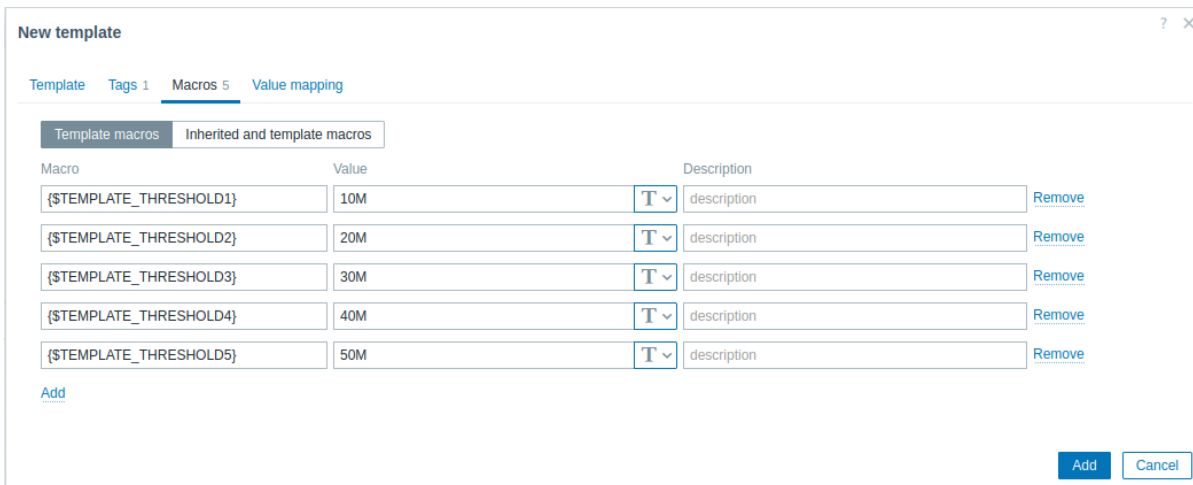 New template ? ×
Template Tags 1 Macros 5 Value mapping
Template macros Inherited and template macros
Macro Value Description
{$TEMPLATE_THRESHOLD1} 10M T description Remove
{$TEMPLATE_THRESHOLD2} 20M T description Remove
{$TEMPLATE_THRESHOLD3} 30M T description Remove
{$TEMPLATE_THRESHOLD4} 40M T description Remove
{$TEMPLATE_THRESHOLD5} 50M T description Remove
Add
Add Cancel